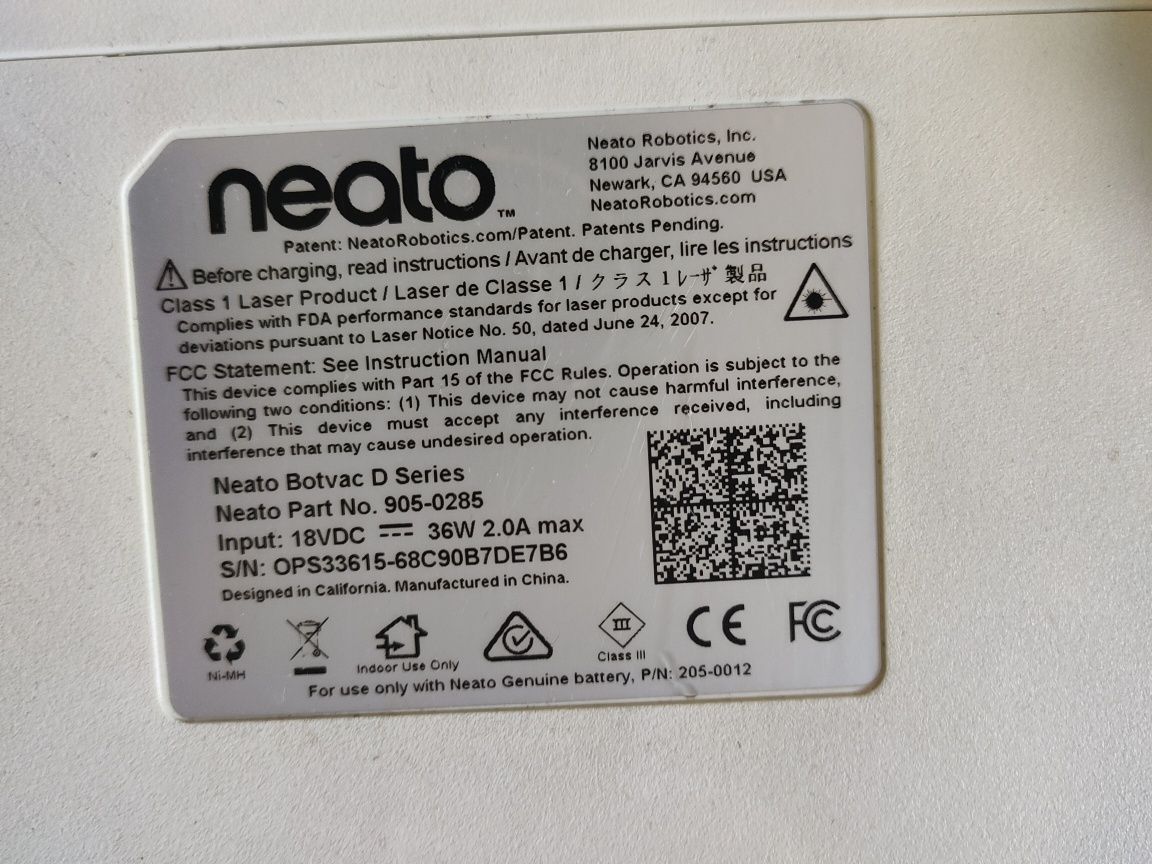 neato™
Neato Robotics, Inc.
8100 Jarvis Avenue
Newark, CA 94560 USA
NeatoRobotics.com
Patent: NeatoRobotics.com/Patent. Patents Pending.
Before charging, read instructions / Avant de charger, lire les instructions
Class 1 Laser Product / Laser de Classe 1 / クラス 1 レーザ製品
Complies with FDA performance standards for laser products except for
deviations pursuant to Laser Notice No. 50, dated June 24, 2007.
FCC Statement: See Instruction Manual
This device complies with Part 15 of the FCC Rules. Operation is subject to the
following two conditions: (1) This device may not cause harmful interference,
and (2) This device must accept any interference received, including
interference that may cause undesired operation.
Neato Botvac D Series
Neato Part No. 905-0285
Input: 18VDC ⎓ 36W 2.0A max
S/N: OPS33615-68C90B7DE7B6
Designed in California. Manufactured in China.
Ni-MH
Indoor Use Only
III
Class III
CE
FC
For use only with Neato Genuine battery, P/N: 205-0012